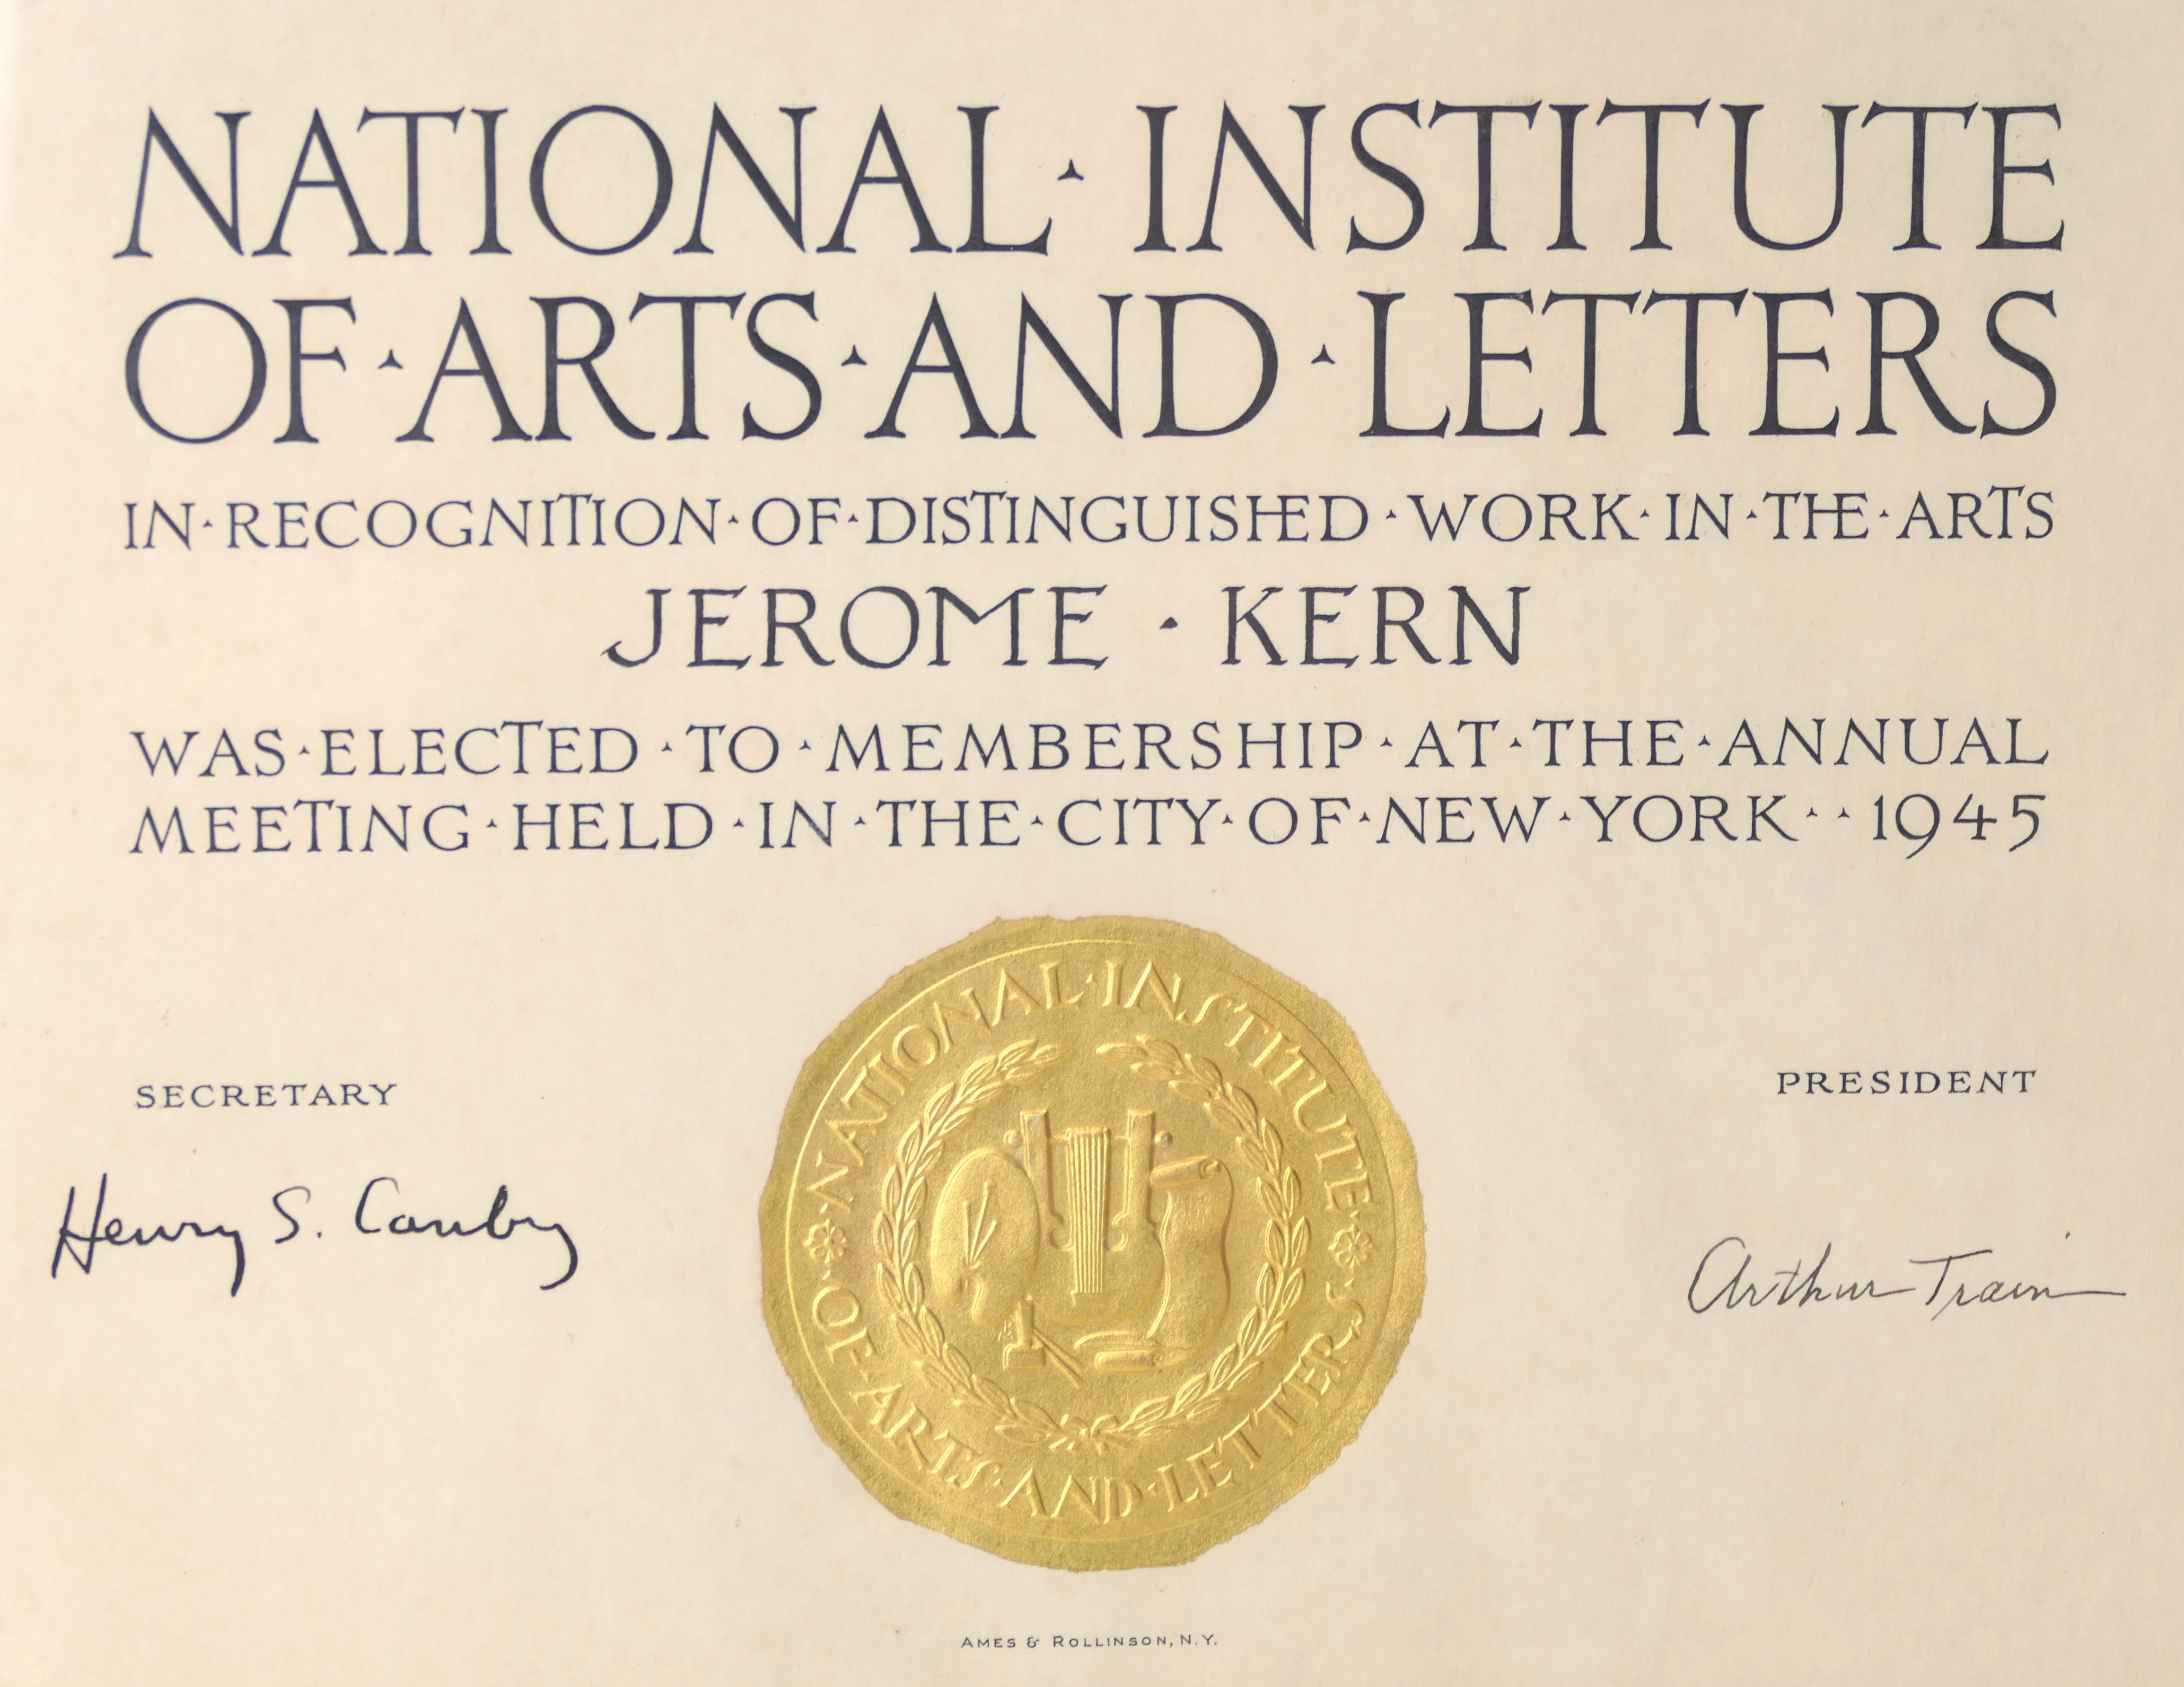 NATIONAL · INSTITUTE
OF · ARTS · AND · LETTERS
IN · RECOGNITION · OF · DISTINGUISHED · WORK · IN · THE · ARTS
JEROME · KERN
WAS · ELECTED · TO · MEMBERSHIP · AT · THE · ANNUAL
MEETING · HELD · IN · THE · CITY · OF · NEW · YORK · · 1945
NATIONAL · INSTITUTE
· OF · ARTS · AND · LETTERS ·
SECRETARY
Henry S. Canby
PRESIDENT
Arthur Train
AMES & ROLLINSON, N.Y.